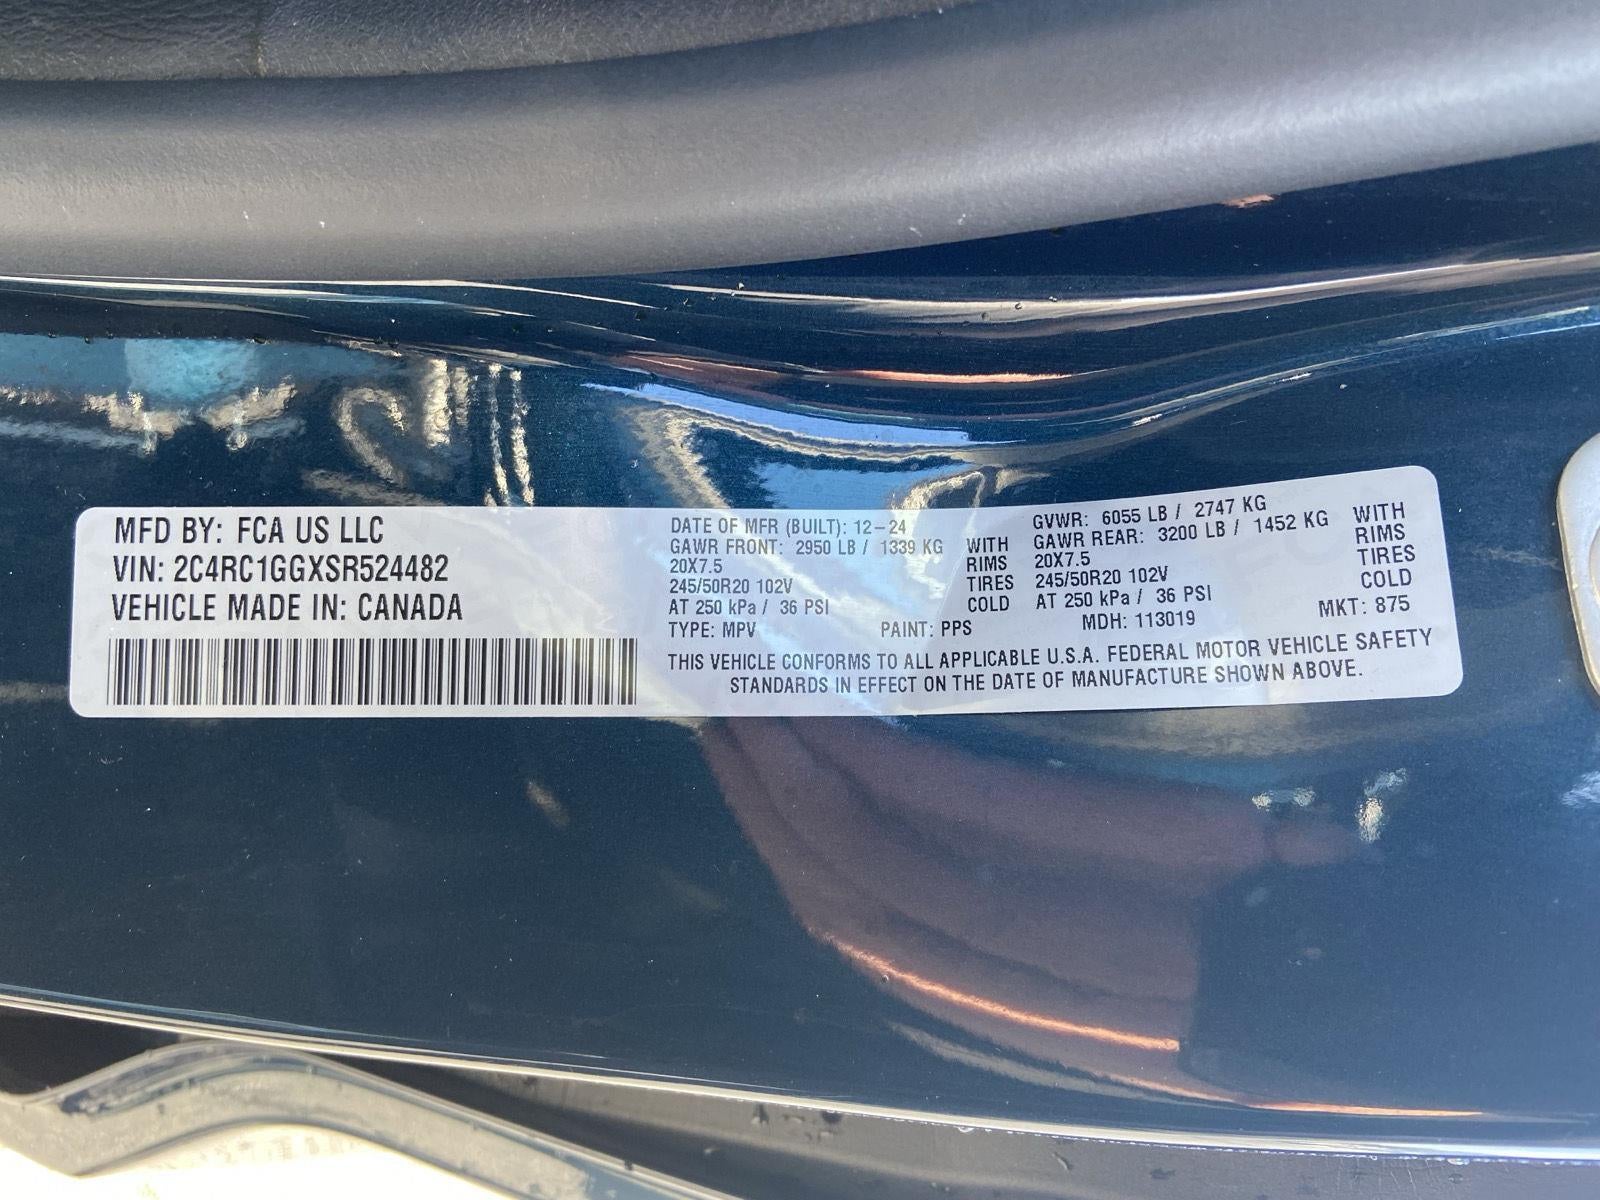 MFD BY: FCA US LLC
VIN: 2C4RC1GGXSR524482
VEHICLE MADE IN: CANADA
DATE OF MFR (BUILT): 12-24
GAWR FRONT: 2950 LB / 1339 KG WITH
20X7.5 RIMS
245/50R20 102V TIRES
AT 250 kPa / 36 PSI COLD
TYPE: MPV PAINT: PPS
GVWR: 6055 LB / 2747 KG
GAWR REAR: 3200 LB / 1452 KG WITH
20X7.5 RIMS
245/50R20 102V TIRES
AT 250 kPa / 36 PSI COLD
MDH: 113019 MKT: 875
THIS VEHICLE CONFORMS TO ALL APPLICABLE U.S.A. FEDERAL MOTOR VEHICLE SAFETY
STANDARDS IN EFFECT ON THE DATE OF MANUFACTURE SHOWN ABOVE.